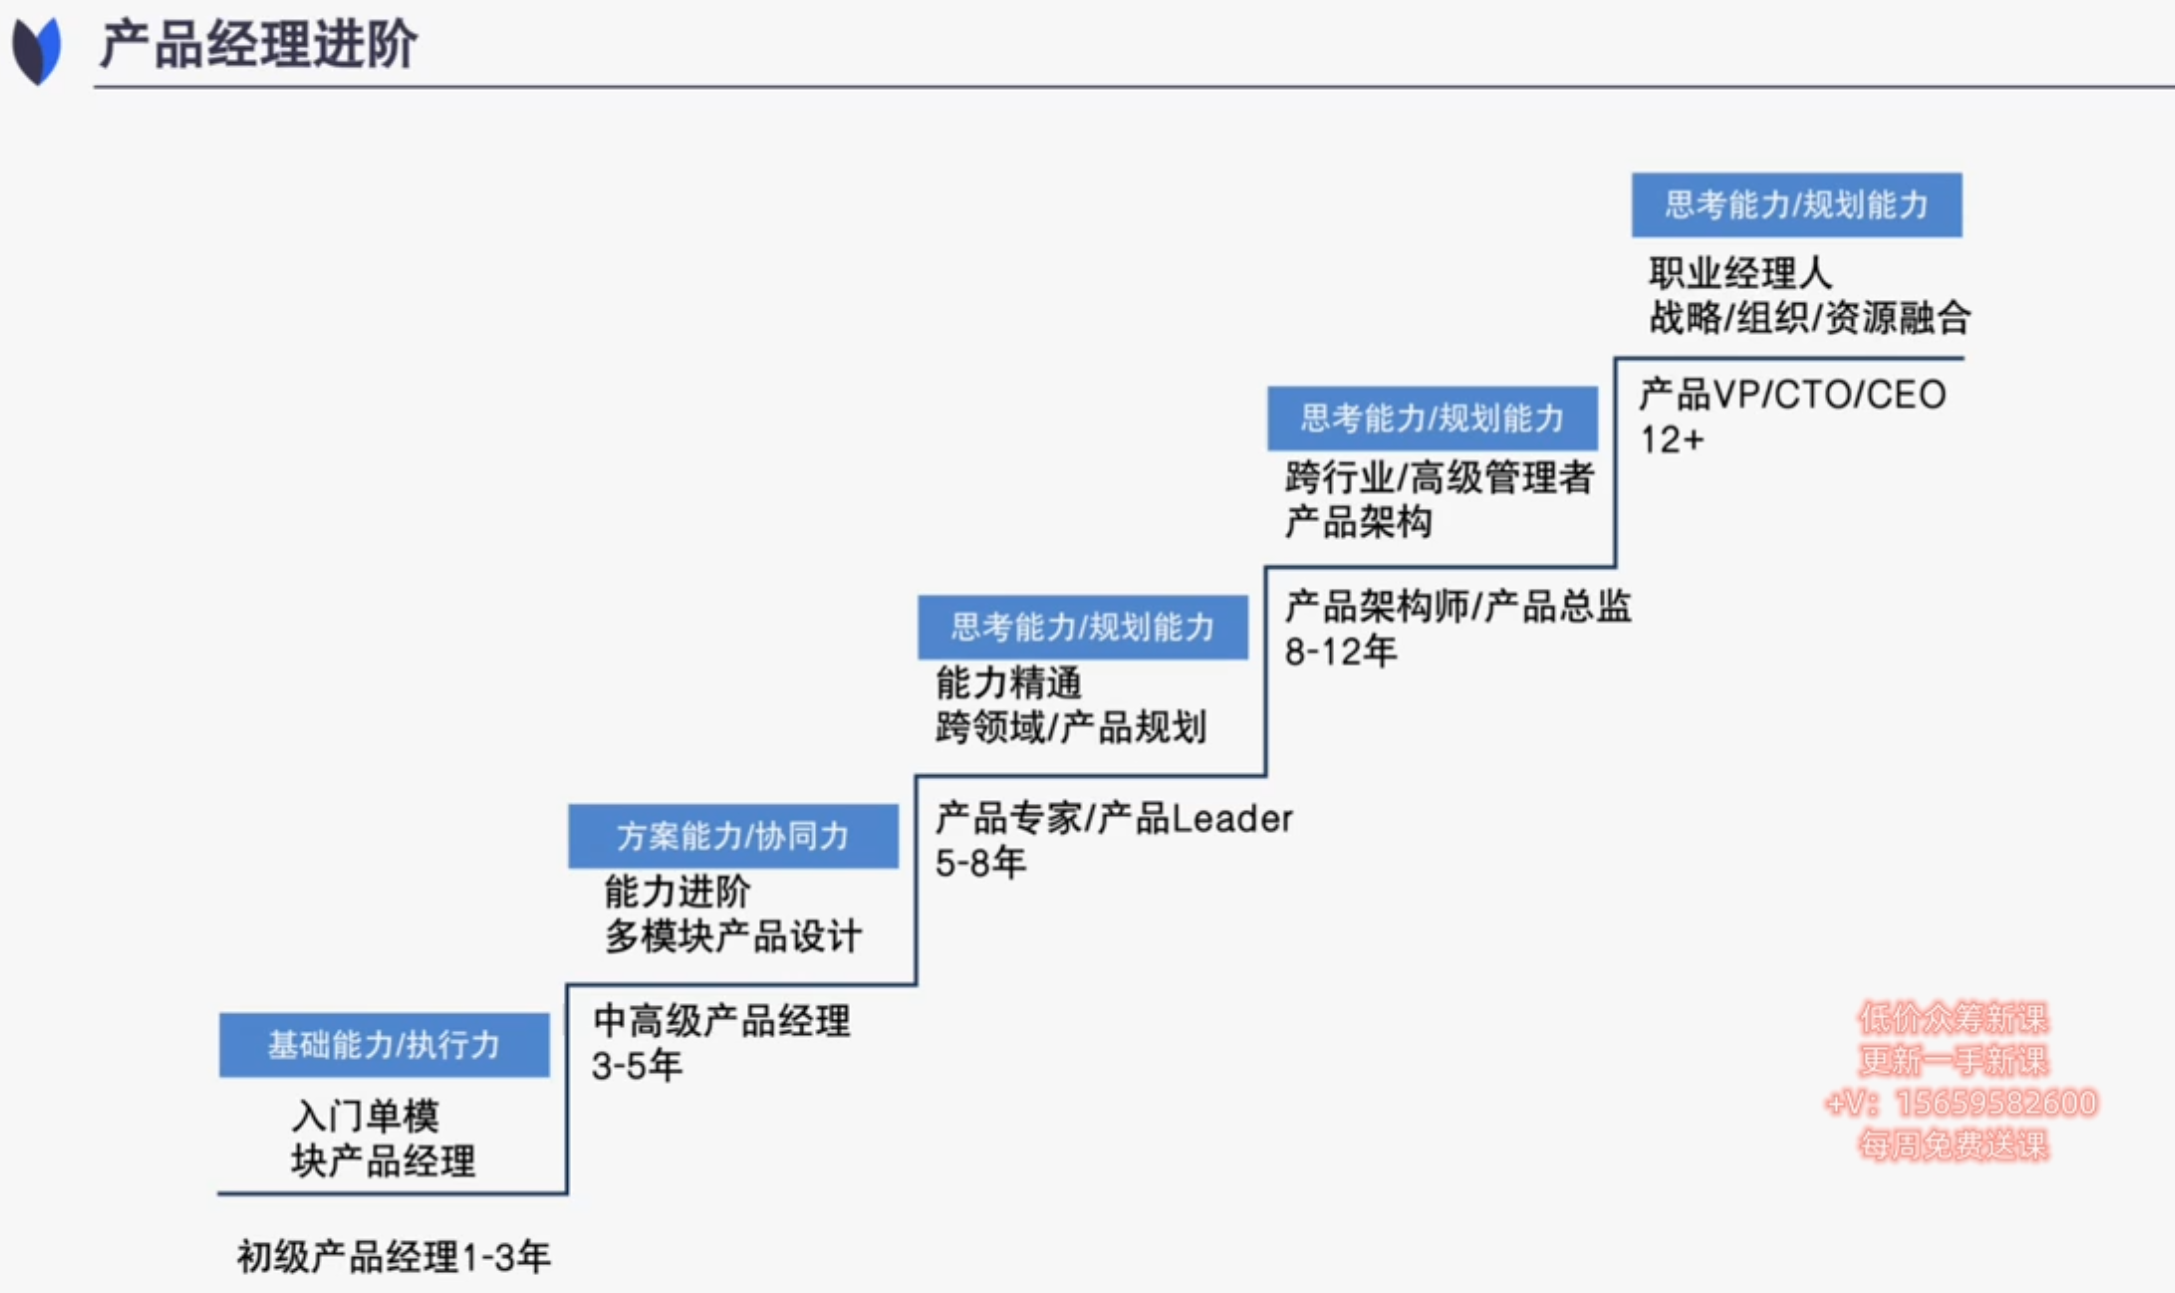 产品经理进阶
思考能力/规划能力
职业经理人
战略/组织/资源融合
产品VP/CTO/CEO
12+
思考能力/规划能力
跨行业/高级管理者
产品架构
产品架构师/产品总监
8-12年
思考能力/规划能力
能力精通
跨领域/产品规划
产品专家/产品Leader
5-8年
方案能力/协同力
能力进阶
多模块产品设计
中高级产品经理
3-5年
基础能力/执行力
入门单模
块产品经理
初级产品经理1-3年
低价众筹新课
更新一手新课
+V：15659582600
每周免费送课